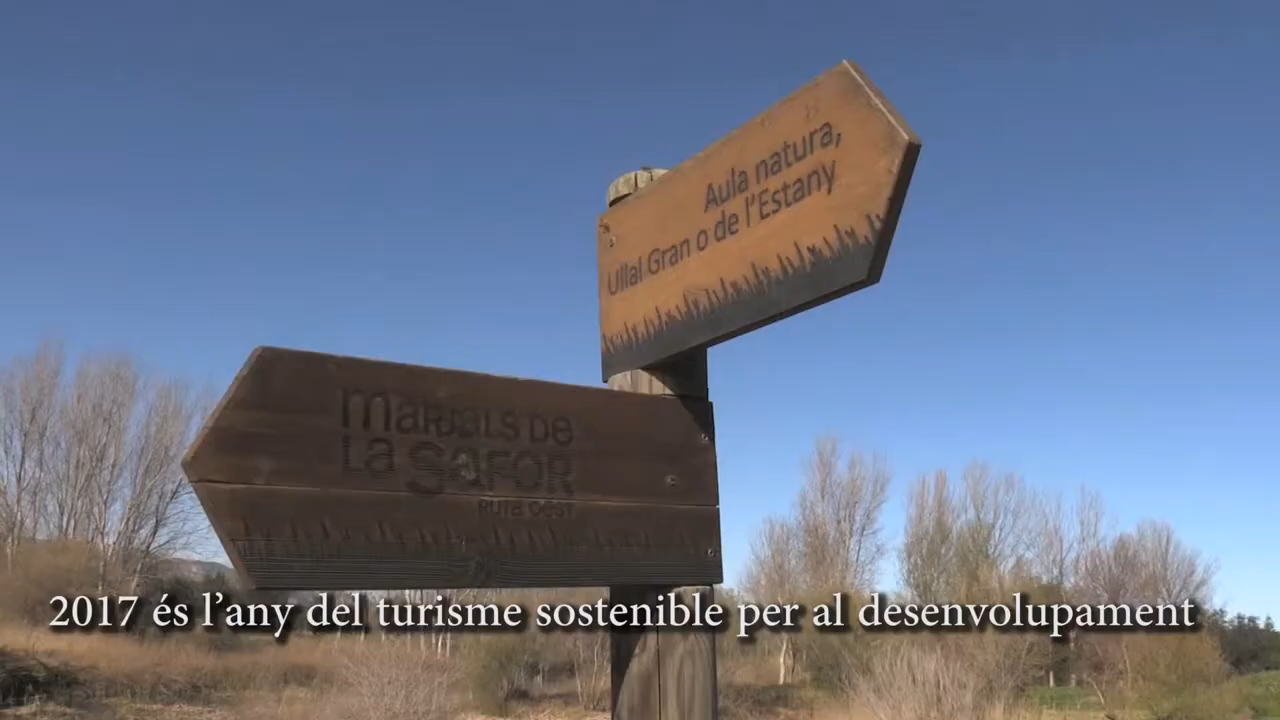 Aula natura,
Ullal Gran o de l'Estany
marjals de
la safor
ruta oest
2017 és l’any del turisme sostenible per al desenvolupament